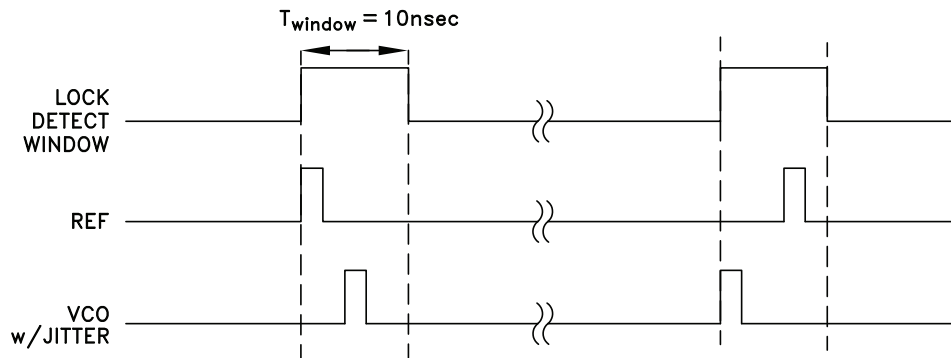 Twindow = 10nsec
LOCK
DETECT
WINDOW
REF
VCO
w/JITTER